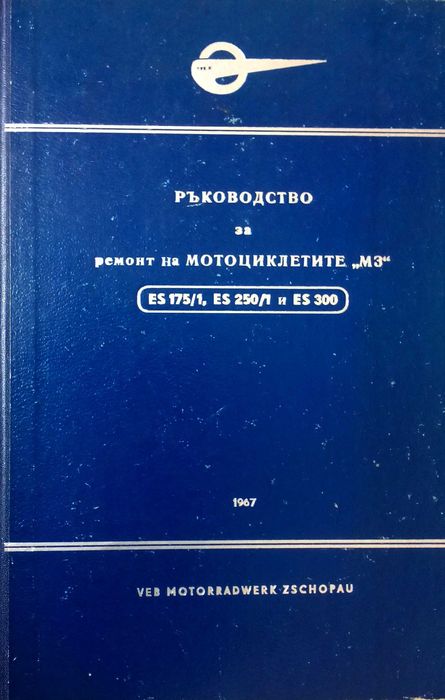 РЪКОВОДСТВО
за
ремонт на МОТОЦИКЛЕТИТЕ „МЗ“
ES 175/1, ES 250/1 и ES 300
1967
VEB MOTORRADWERK ZSCHOPAU